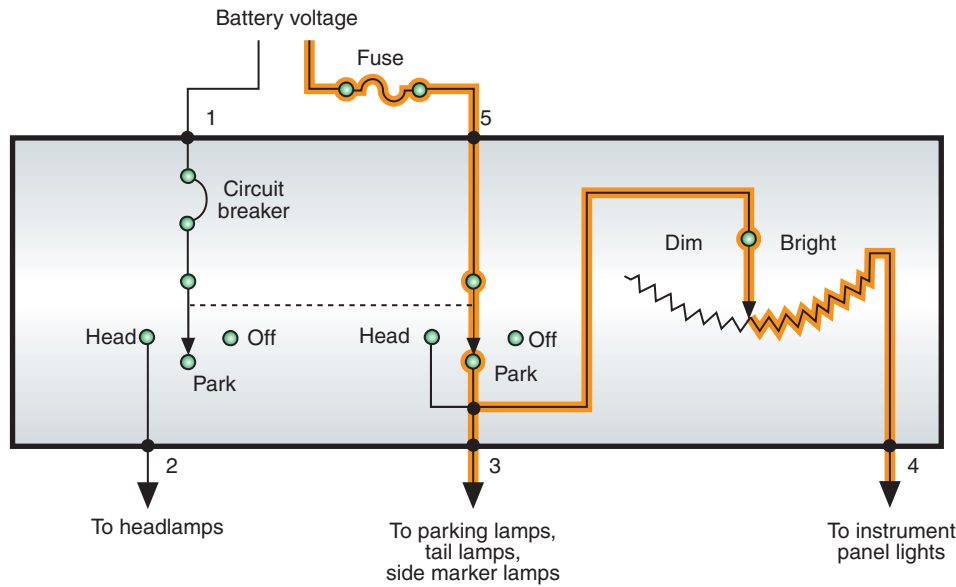 Battery voltage
Fuse
1
5
Circuit
breaker
Dim
Bright
Head
Off
Head
Off
Park
Park
2
3
4
To headlamps
To parking lamps,
tail lamps,
side marker lamps
To instrument
panel lights